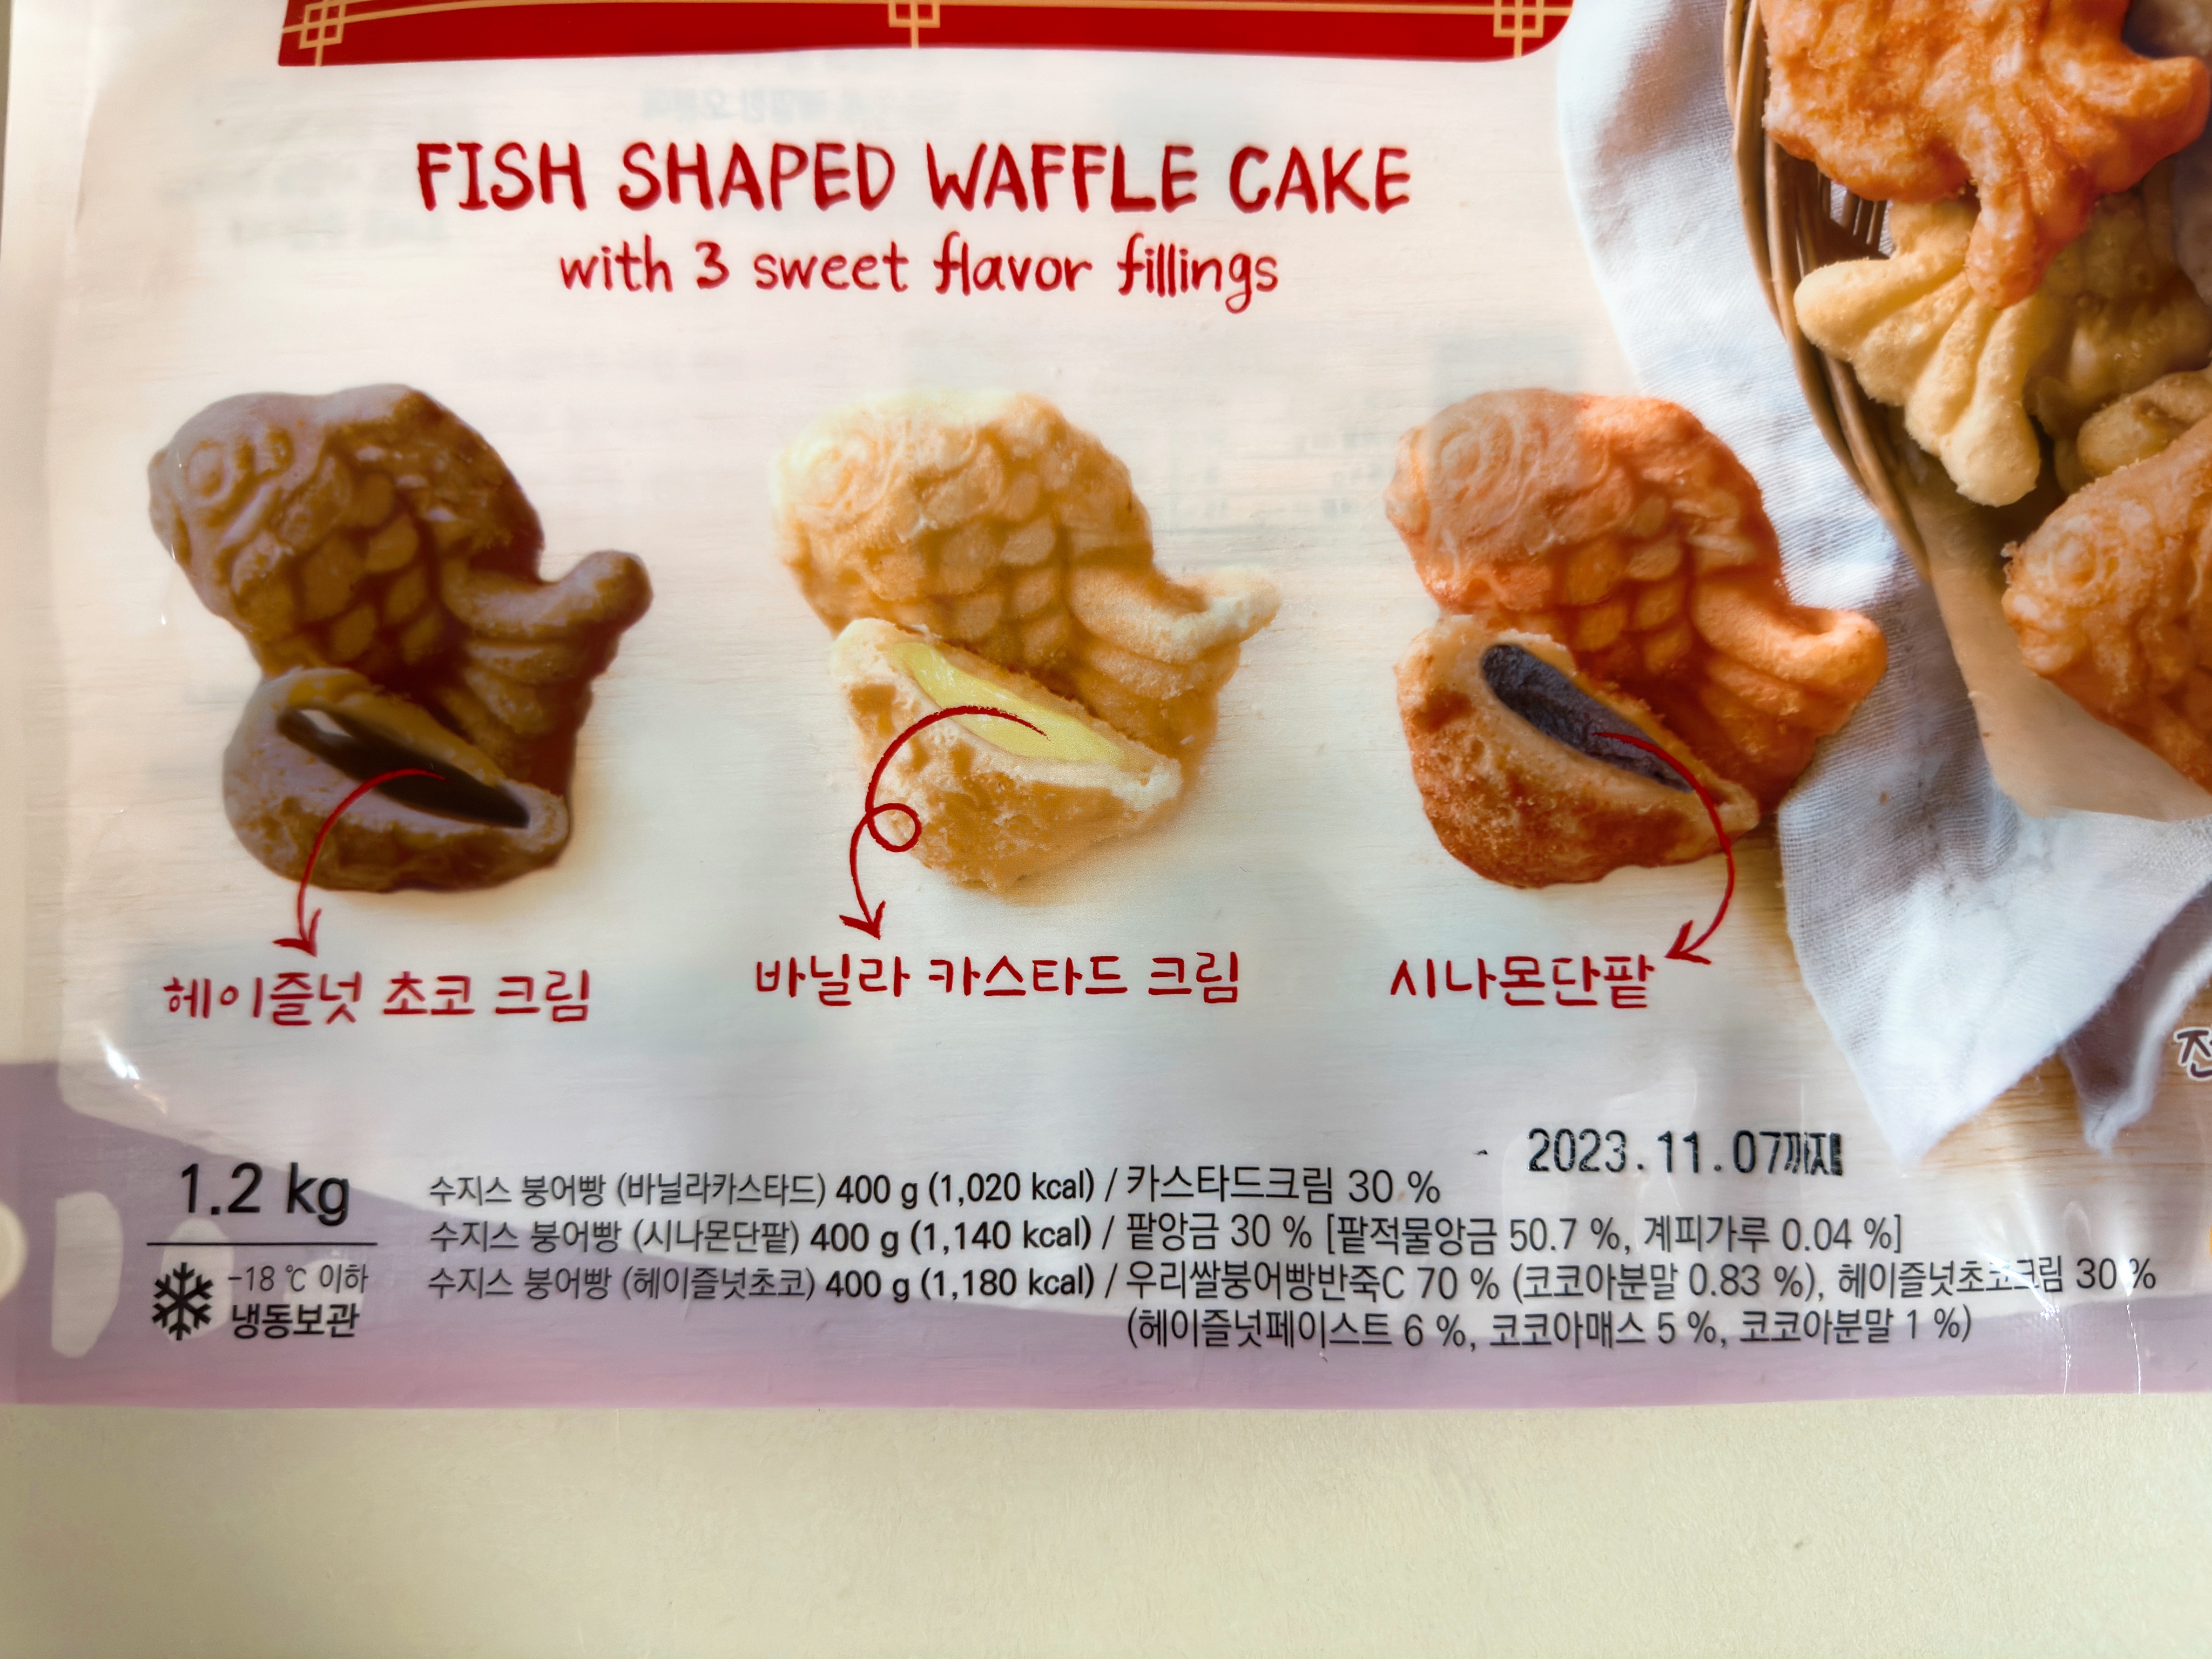 FISH SHAPED WAFFLE CAKE
with 3 sweet flavor fillings
헤이즐넛 초코 크림
바닐라 카스타드 크림
시나몬단팥
2023.11.07까지
1.2 kg
-18 ℃ 이하
냉동보관
수지스 붕어빵 (바닐라카스타드) 400 g (1,020 kcal) / 카스타드크림 30 %
수지스 붕어빵 (시나몬단팥) 400 g (1,140 kcal) / 팥앙금 30 % [팥적물앙금 50.7 %, 계피가루 0.04 %]
수지스 붕어빵 (헤이즐넛초코) 400 g (1,180 kcal) / 우리쌀붕어빵반죽C 70 % (코코아분말 0.83 %), 헤이즐넛초코크림 30 %
(헤이즐넛페이스트 6 %, 코코아매스 5 %, 코코아분말 1 %)